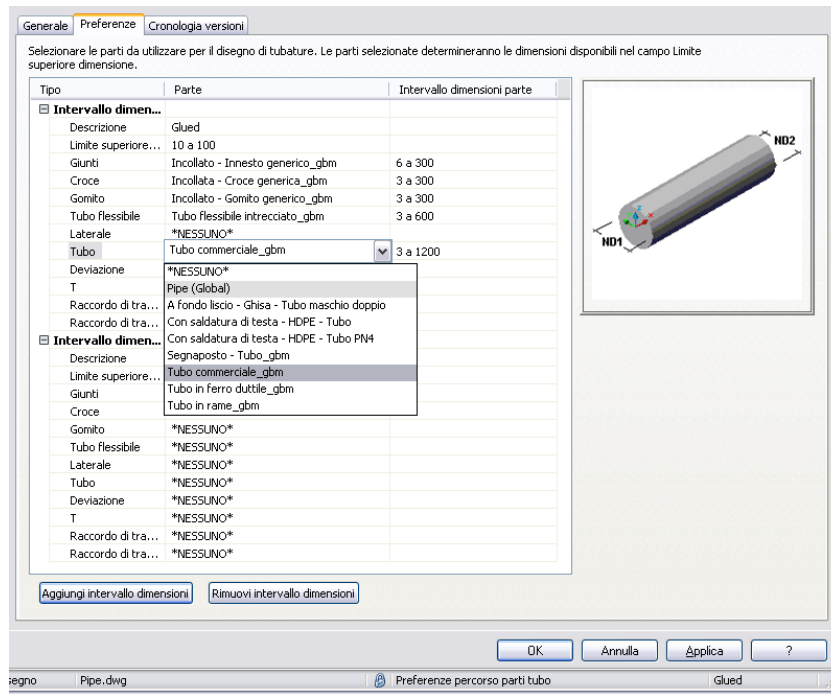 Generale Preferenze Cronologia versioni
Selezionare le parti da utilizzare per il disegno di tubature. Le parti selezionate determineranno le dimensioni disponibili nel campo Limite
superiore dimensione.
Tipo Parte Intervallo dimensioni parte
Intervallo dimen...
Descrizione Glued
Limite superiore... 10 a 100
Giunti Incollato - Innesto generico_gbm 6 a 300
Croce Incollata - Croce generica_gbm 3 a 300
Gomito Incollato - Gomito generico_gbm 3 a 300
Tubo flessibile Tubo flessibile intrecciato_gbm 3 a 600
Laterale *NESSUNO*
Tubo Tubo commerciale_gbm 3 a 1200
Deviazione *NESSUNO*
T Pipe (Global)
Raccordo di tra... A fondo liscio - Ghisa - Tubo maschio doppio
Raccordo di tra... Con saldatura di testa - HDPE - Tubo
Intervallo dimen... Con saldatura di testa - HDPE - Tubo PN4
Descrizione Segnaposto - Tubo_gbm
Limite superiore... Tubo commerciale_gbm
Giunti Tubo in ferro duttile_gbm
Croce Tubo in rame_gbm
Gomito *NESSUNO*
Tubo flessibile *NESSUNO*
Laterale *NESSUNO*
Tubo *NESSUNO*
Deviazione *NESSUNO*
T *NESSUNO*
Raccordo di tra... *NESSUNO*
Raccordo di tra... *NESSUNO*
ND2
ND1
z
x
Aggiungi intervallo dimensioni Rimuovi intervallo dimensioni
OK Annulla Applica ?
segno Pipe.dwg Preferenze percorso parti tubo Glued